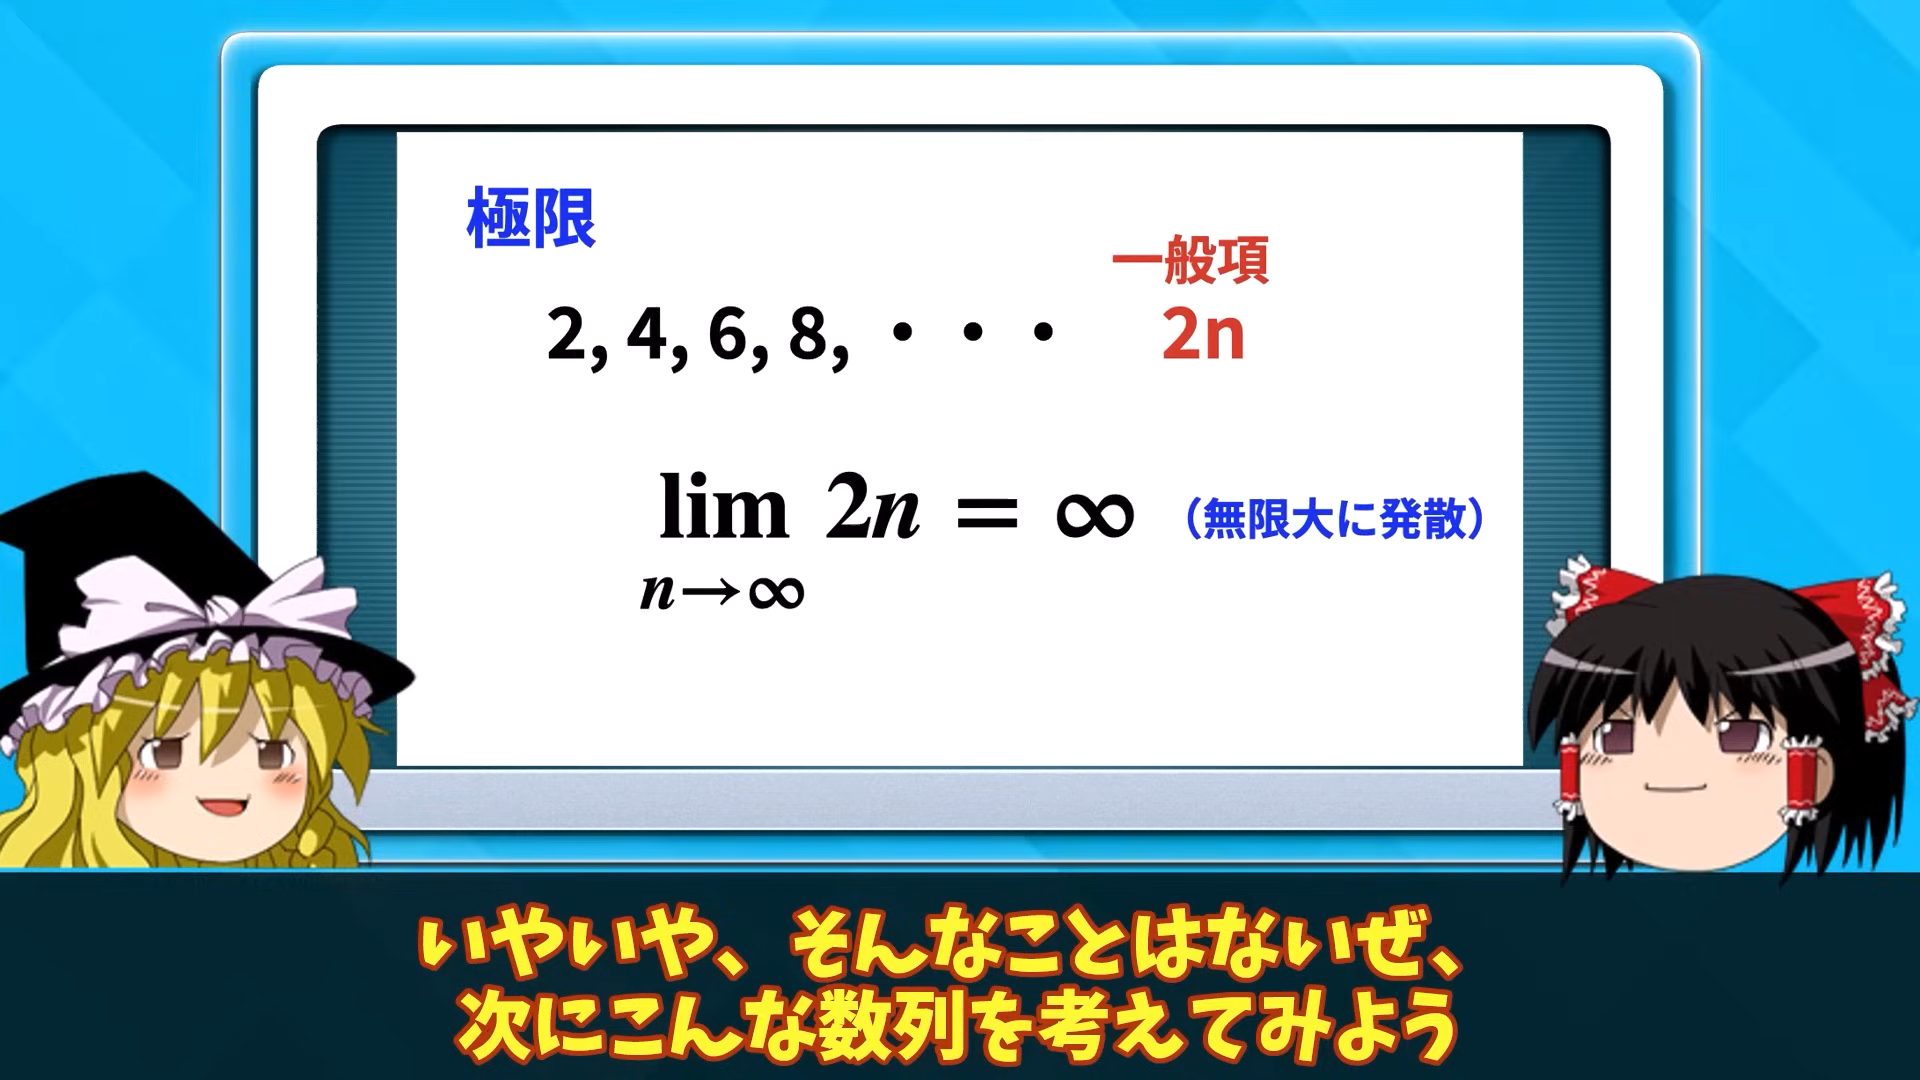 極限
一般項
2, 4, 6, 8, ・・・ 2n
lim 2n = ∞ （無限大に発散）
n→∞
いやいや、そんなことはないぜ、
次にこんな数列を考えてみよう